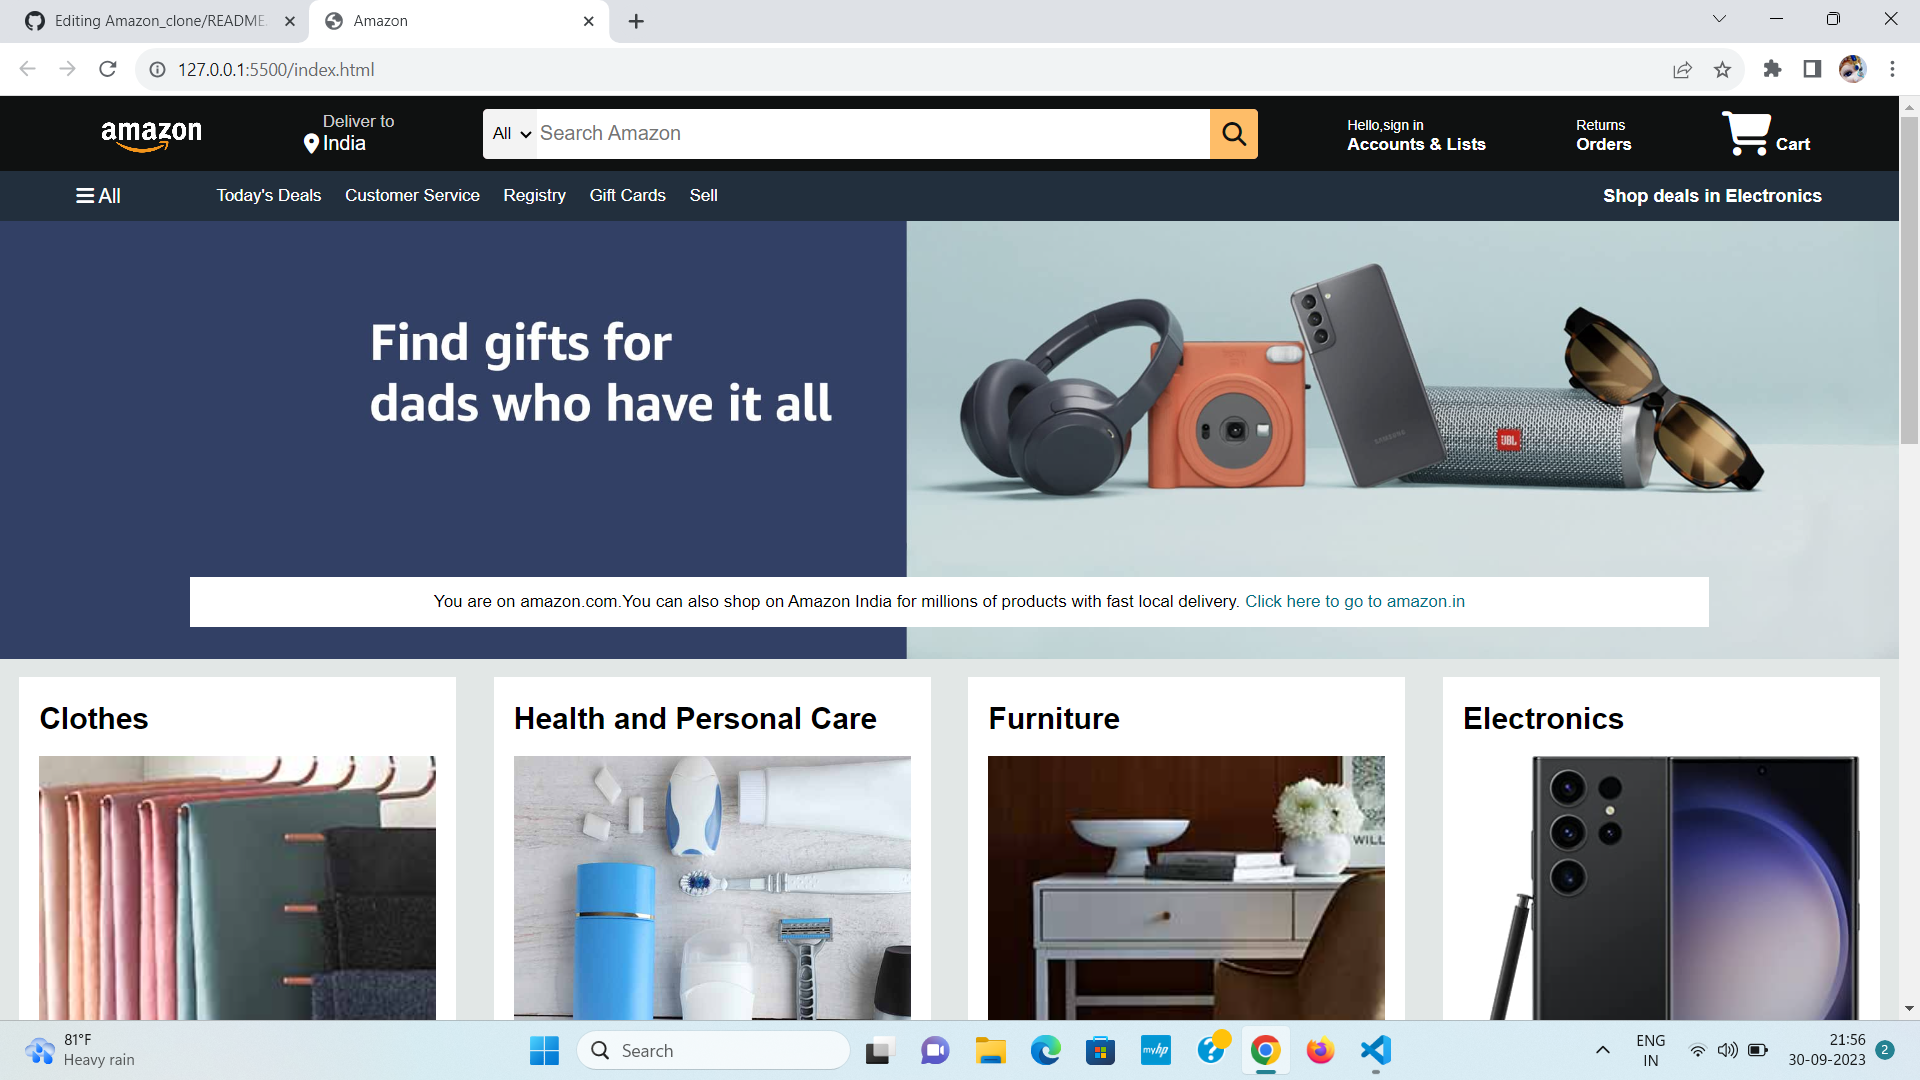 Editing Amazon_clone/README.
Amazon
127.0.0.1:5500/index.html
amazon
Deliver to
India
All
Search Amazon
Hello,sign in
Accounts & Lists
Returns
Orders
Cart
All
Today's Deals
Customer Service
Registry
Gift Cards
Sell
Shop deals in Electronics
Find gifts for
dads who have it all
SAMSUNG
JBL
You are on amazon.com.You can also shop on Amazon India for millions of products with fast local delivery. Click here to go to amazon.in
Clothes
Health and Personal Care
Furniture
Electronics
WILL
81°F
Heavy rain
Search
myhp
ENG
IN
21:56
30-09-2023
2